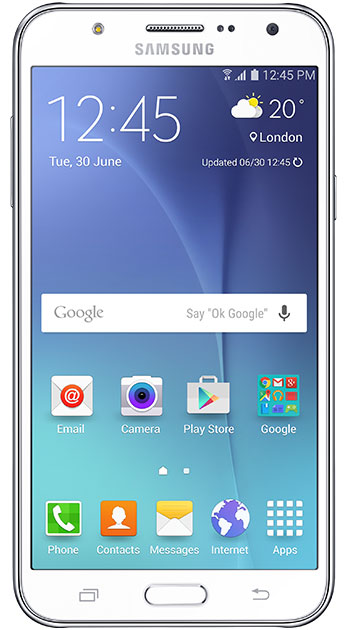 SAMSUNG
12:45 PM
12:45
20°
London
Tue, 30 June
Updated 06/30 12:45
Google
Say "Ok Google"
@
Email
Camera
Play Store
Google
Phone
Contacts
Messages
Internet
Apps